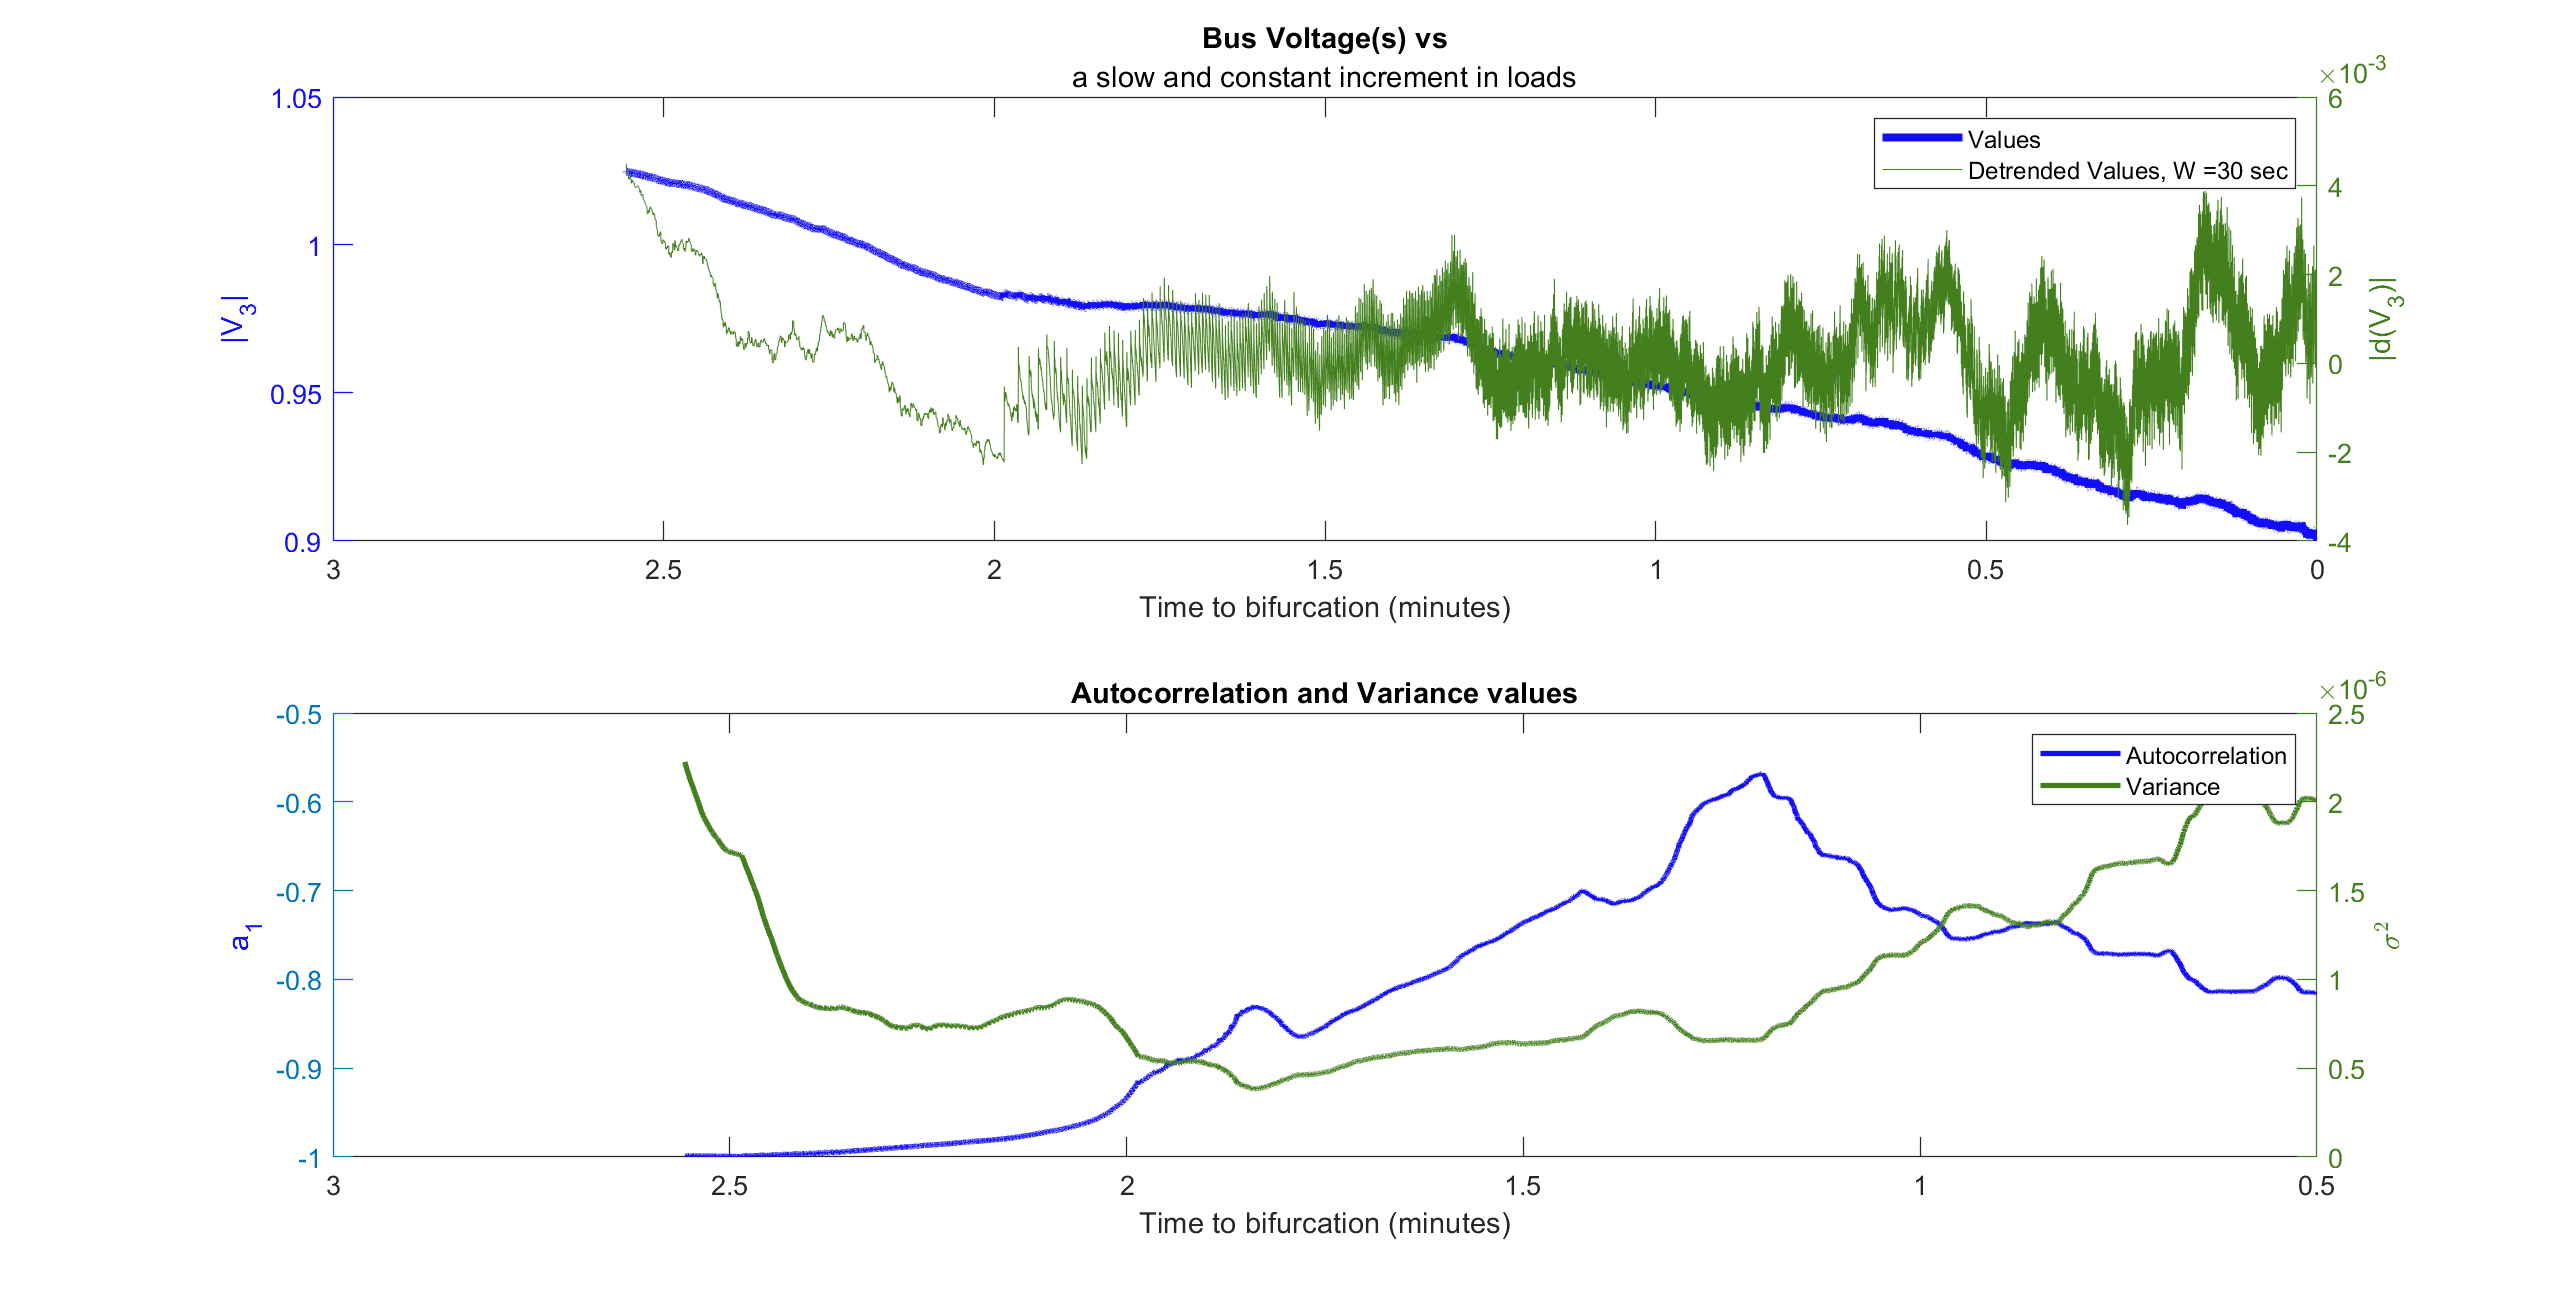 Bus Voltage(s) vs
a slow and constant increment in loads
×10-3
1.05
1
0.95
0.9
|V3|
6
4
2
0
-2
-4
|d(V3)|
Values
Detrended Values, W =30 sec
3 2.5 2 1.5 1 0.5 0
Time to bifurcation (minutes)
Autocorrelation and Variance values
×10-6
-0.5
-0.6
-0.7
-0.8
-0.9
-1
a1
2.5
2
1.5
1
0.5
0
σ2
Autocorrelation
Variance
3 2.5 2 1.5 1 0.5
Time to bifurcation (minutes)